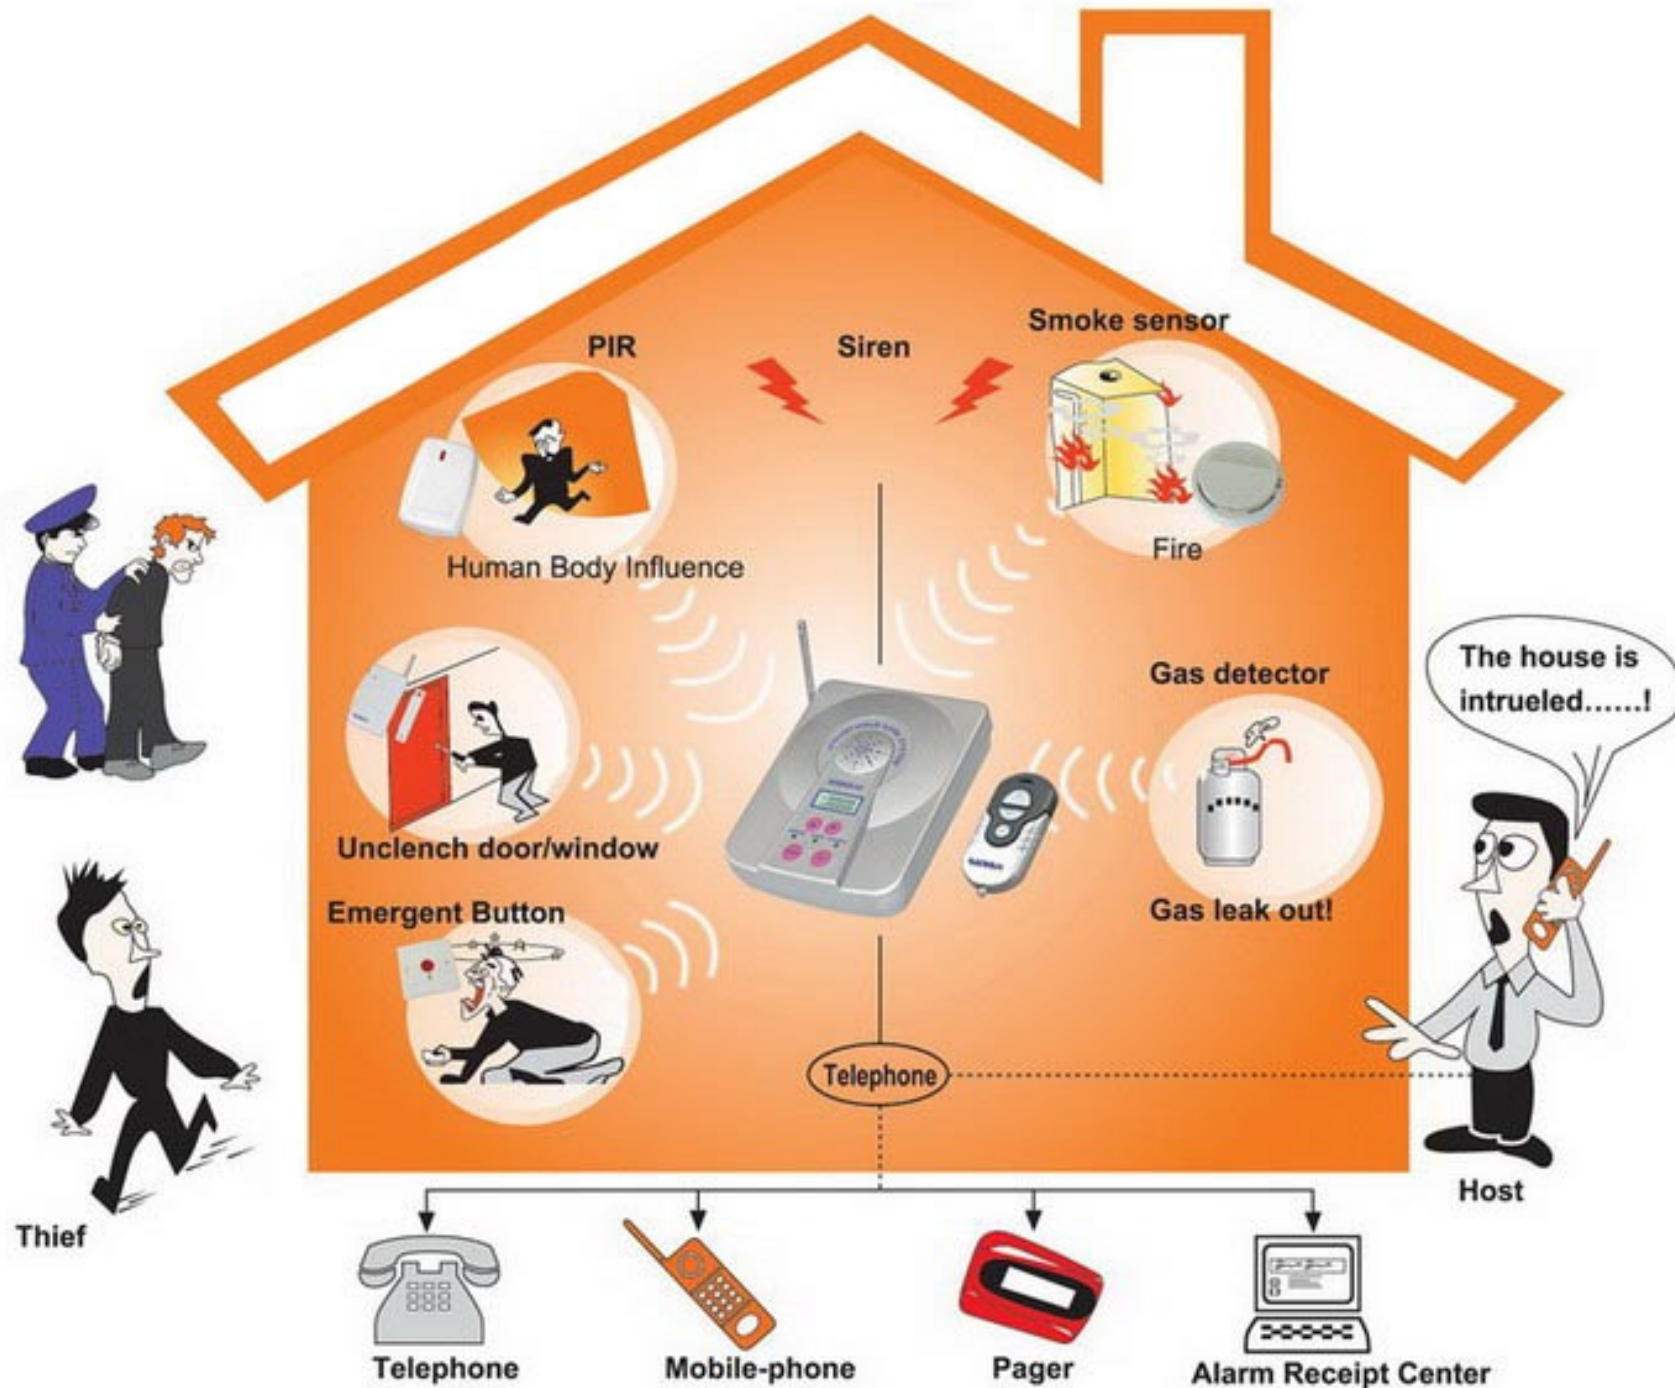 Smoke sensor
PIR
Siren
Human Body Influence
Fire
The house is
intrueled......!
Gas detector
Unclench door/window
Emergent Button
Gas leak out!
Telephone
Host
Thief
Telephone
Mobile-phone
Pager
Alarm Receipt Center